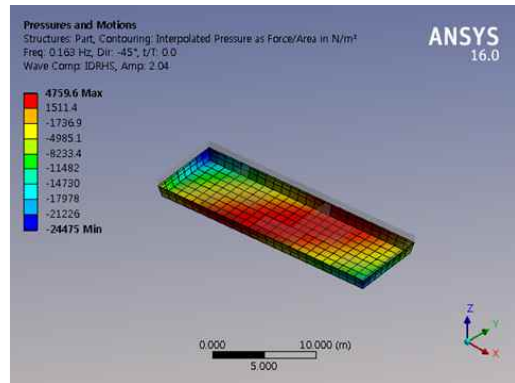 Pressures and Motions
Structures: Part, Contouring: Interpolated Pressure as Force/Area in N/m²
Freq: 0.163 Hz, Dir: -45°, t/T: 0.0
Wave Comp: IDRHS, Amp: 2.04
ANSYS
16.0
4759.6 Max
1511.4
-1736.9
-4985.1
-8233.4
-11482
-14730
-17978
-21226
-24475 Min
0.000
10.000 (m)
5.000
Z
Y
X